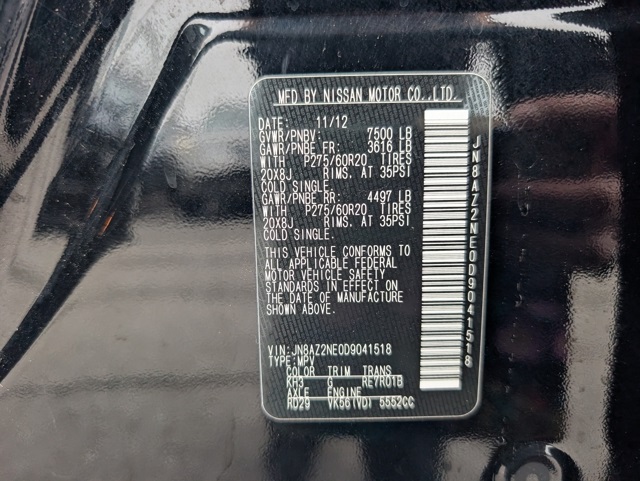 MFD BY NISSAN MOTOR CO.,LTD.
DATE: 11/12
GVWR/PNBV: 7500 LB
GAWR/PNBE FR: 3616 LB
WITH P275/60R20 TIRES
20X8J RIMS, AT 35PSI
COLD SINGLE.
GAWR/PNBE RR: 4497 LB
WITH P275/60R20 TIRES
20X8J RIMS, AT 35PSI
COLD SINGLE.
THIS VEHICLE CONFORMS TO
ALL APPLICABLE FEDERAL
MOTOR VEHICLE SAFETY
STANDARDS IN EFFECT ON
THE DATE OF MANUFACTURE
SHOWN ABOVE.
VIN:JN8AZ2NE0D9041518
TYPE:MPV
COLOR TRIM TRANS
KH3 G RE7R01B
AXLE ENGINE
RD29 VK56(VD) 5552CC
JN8AZ2NE0D9041518